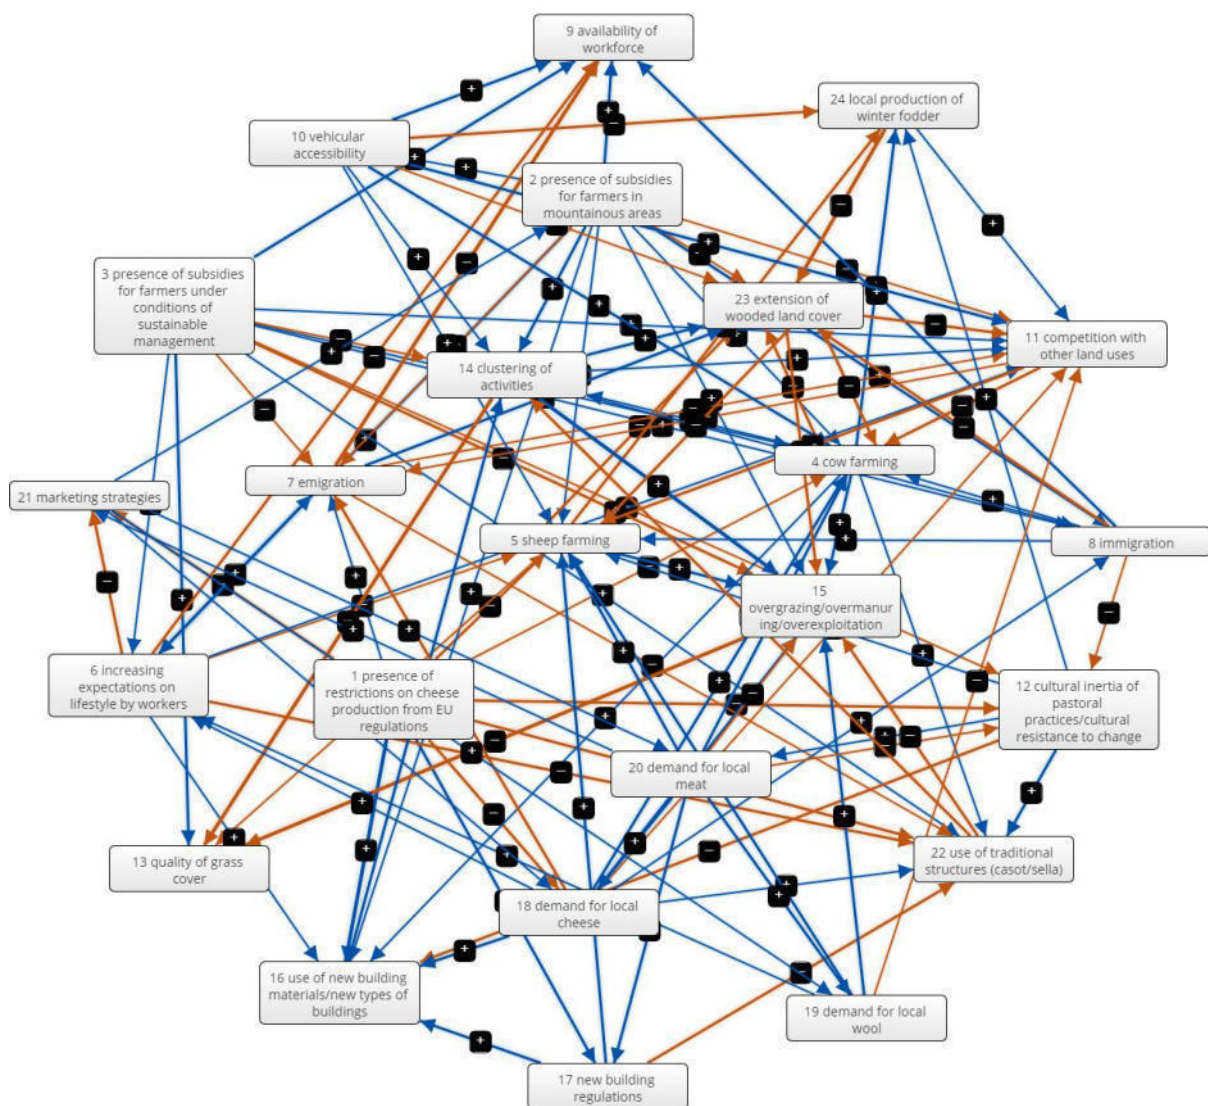 9 availability of
workforce
24 local production of
winter fodder
10 vehicular
accessibility
2 presence of subsidies
for farmers in
mountainous areas
3 presence of subsidies
for farmers under
conditions of
sustainable
management
23 extension of
wooded land cover
11 competition with
other land uses
14 clustering of
activities
4 cow farming
7 emigration
21 marketing strategies
5 sheep farming
8 immigration
15
overgrazing/overmanur
ing/overexploitation
6 increasing
expectations on
lifestyle by workers
1 presence of
restrictions on cheese
production from EU
regulations
12 cultural inertia of
pastoral
practices/cultural
resistance to change
20 demand for local
meat
13 quality of grass
cover
22 use of traditional
structures (casot/sella)
18 demand for local
cheese
16 use of new building
materials/new types of
buildings
19 demand for local
wool
17 new building
regulations